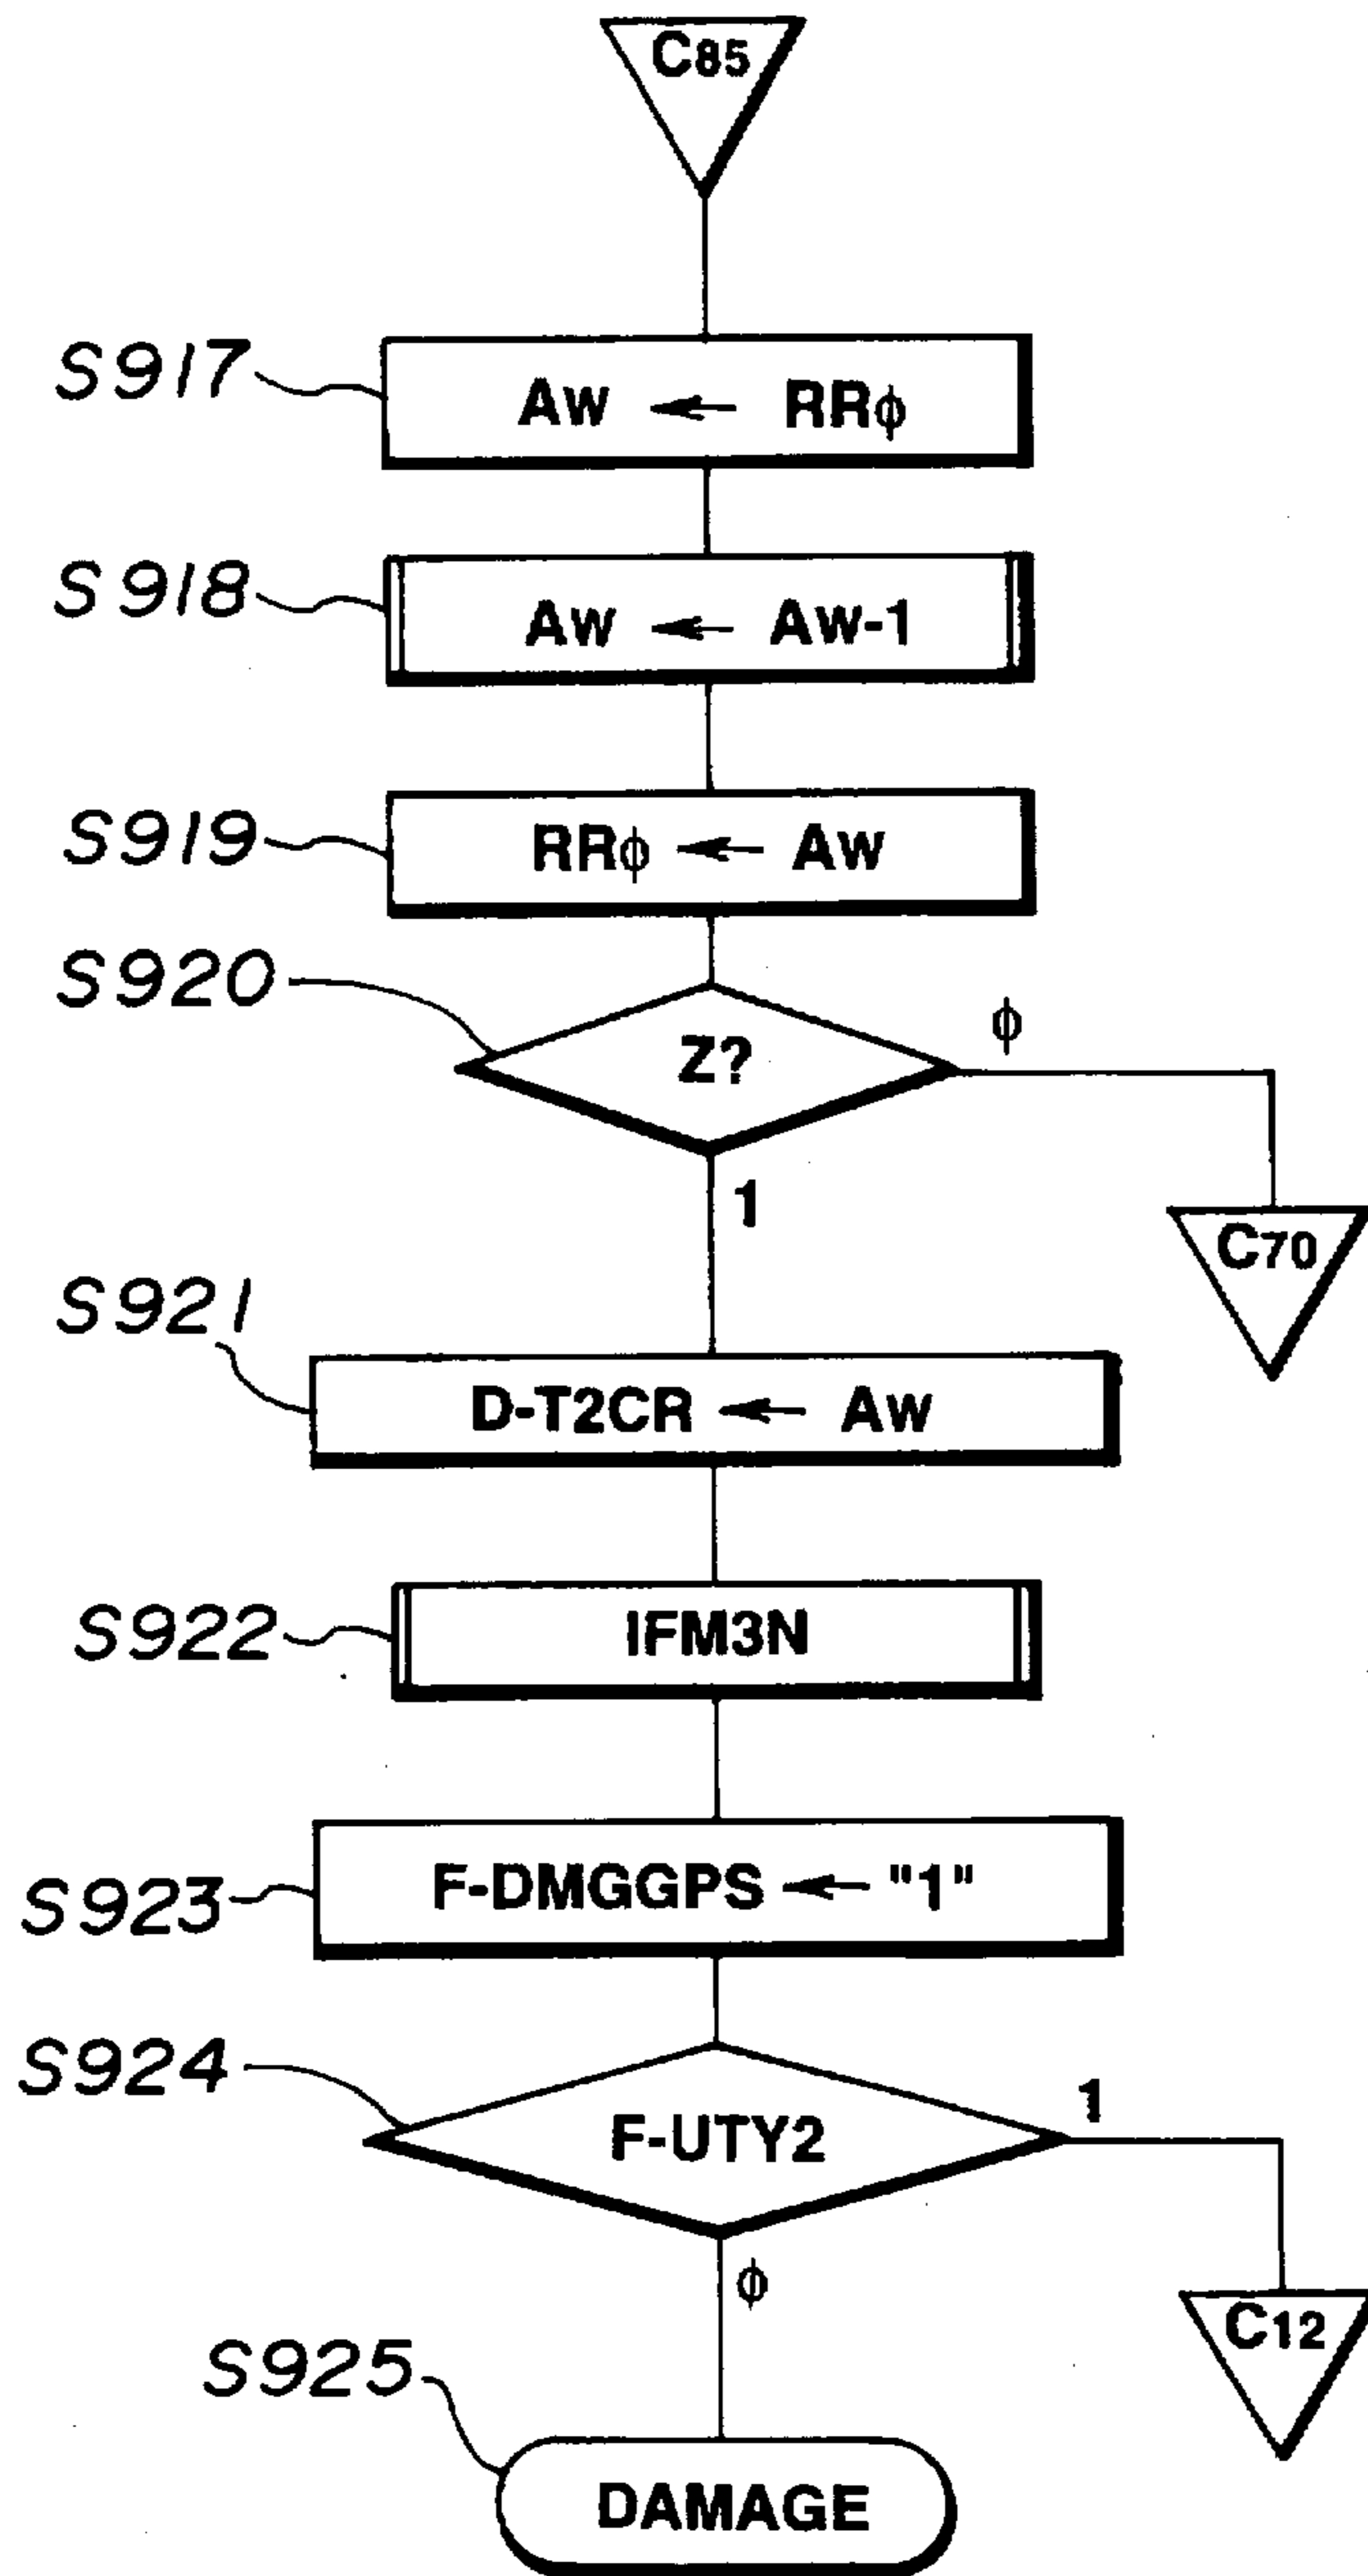 C85
S917
Aw ← RRϕ
S918
Aw ← Aw-1
S919
RRϕ ← Aw
S920
Z?
ϕ
1
C70
S921
D-T2CR ← Aw
S922
IFM3N
S923
F-DMGGPS ← "1"
S924
F-UTY2
1
ϕ
C12
S925
DAMAGE